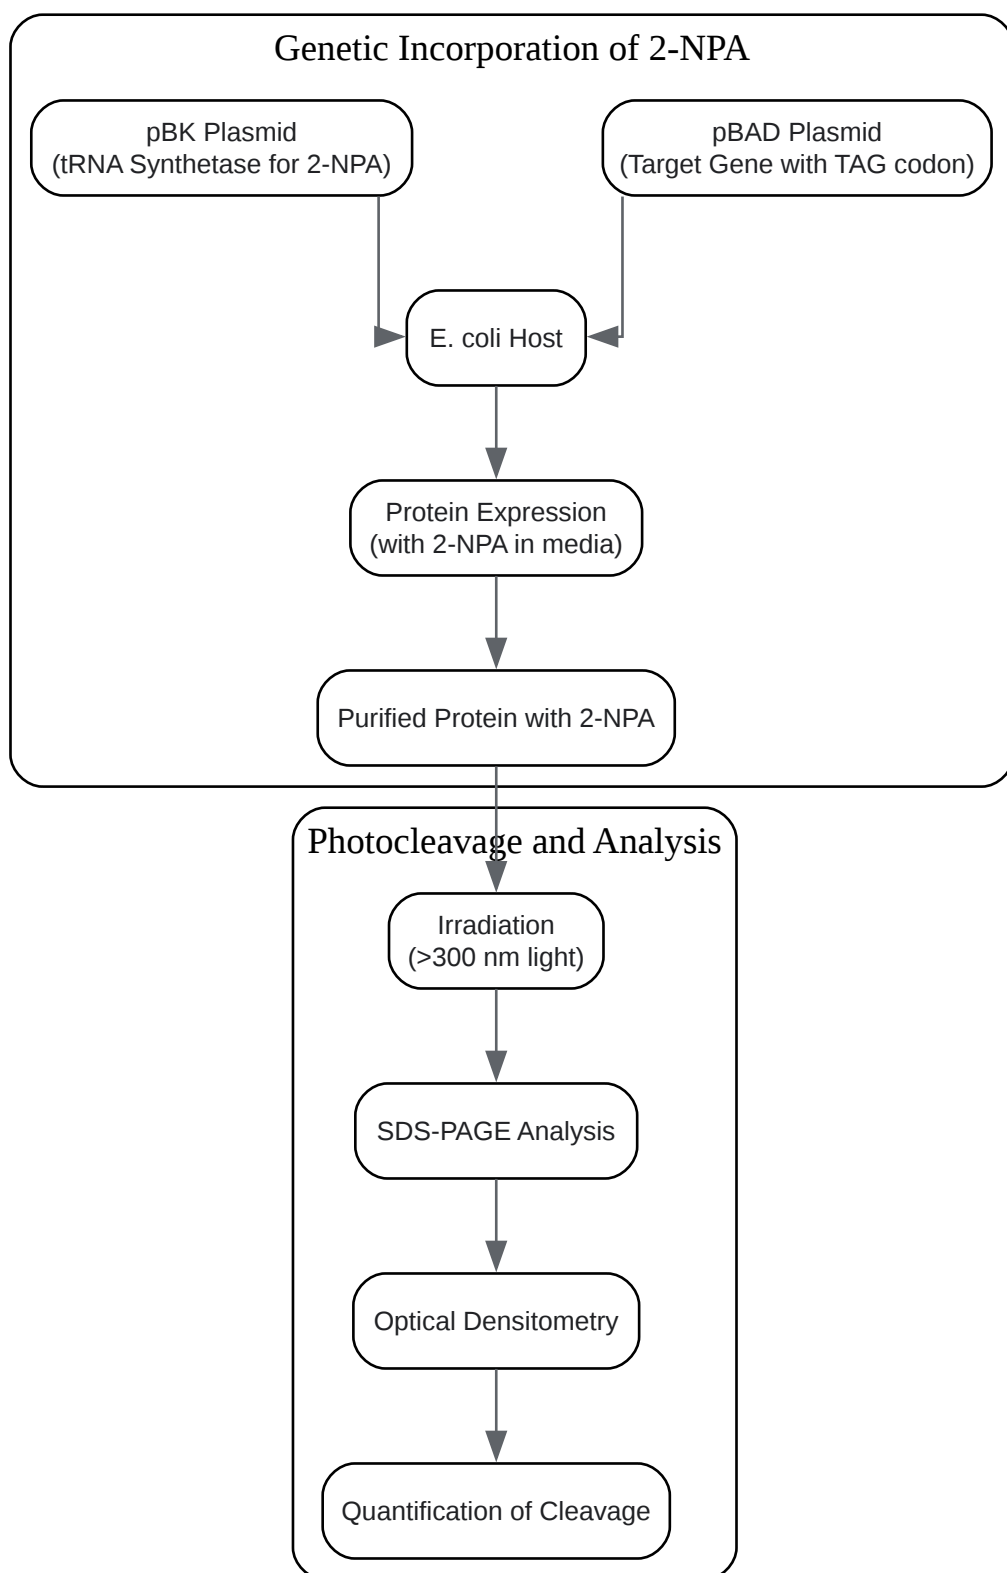 Genetic Incorporation of 2-NPA
pBK Plasmid
(tRNA Synthetase for 2-NPA)
pBAD Plasmid
(Target Gene with TAG codon)
E. coli Host
Protein Expression
(with 2-NPA in media)
Purified Protein with 2-NPA
Photocleavage and Analysis
Irradiation
(>300 nm light)
SDS-PAGE Analysis
Optical Densitometry
Quantification of Cleavage